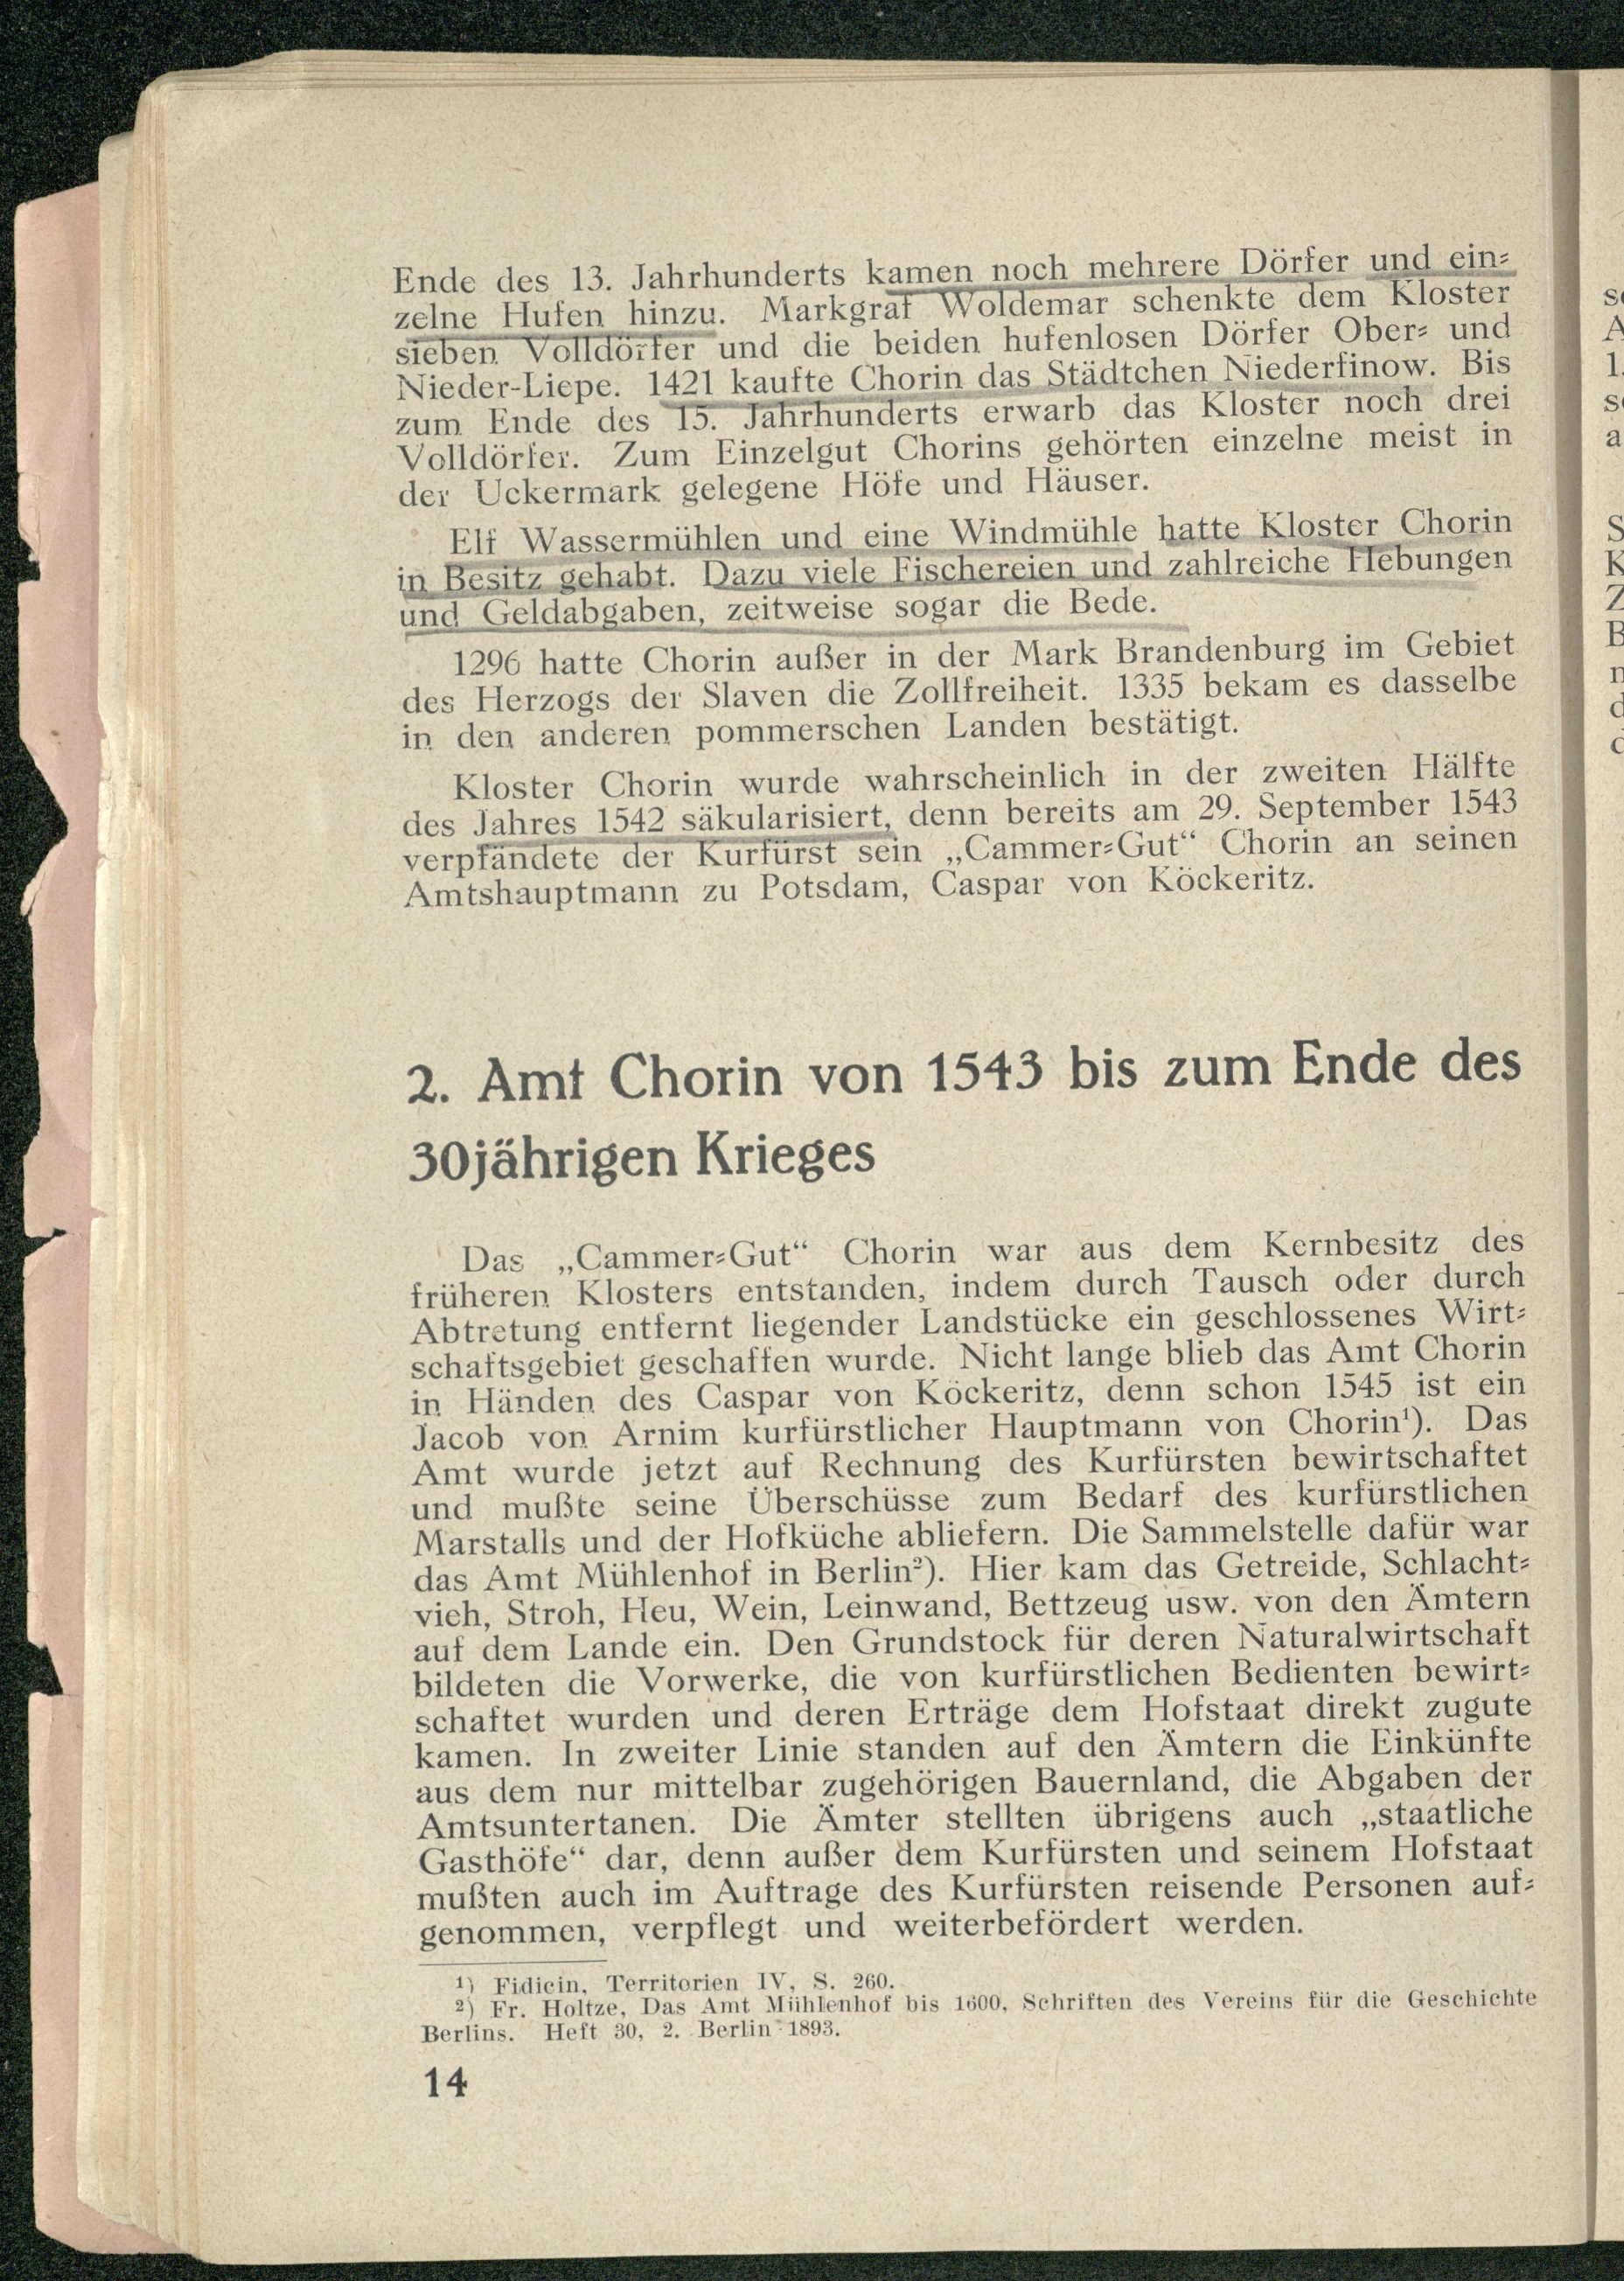 Ende des 13. Jahrhunderts kamen noch mehrere Dörfer und ein-
zelne Hufen hinzu. Markgraf Woldemar schenkte dem Kloster
sieben Volldörfer und die beiden hufenlosen Dörfer Ober- und
Nieder-Liepe. 1421 kaufte Chorin das Städtchen Niederfinow. Bis
zum Ende des 15. Jahrhunderts erwarb das Kloster noch drei
Volldörfer. Zum Einzelgut Chorins gehörten einzelne meist in
der Uckermark gelegene Höfe und Häuser.
Elf Wassermühlen und eine Windmühle hatte Kloster Chorin
in Besitz gehabt. Dazu viele Fischereien und zahlreiche Hebungen
und Geldabgaben, zeitweise sogar die Bede.
1296 hatte Chorin außer in der Mark Brandenburg im Gebiet
des Herzogs der Slaven die Zollfreiheit. 1335 bekam es dasselbe
in den anderen pommerschen Landen bestätigt.
Kloster Chorin wurde wahrscheinlich in der zweiten Hälfte
des Jahres 1542 säkularisiert, denn bereits am 29. September 1543
verpfändete der Kurfürst sein „Cammer-Gut“ Chorin an seinen
Amtshauptmann zu Potsdam, Caspar von Köckeritz.
2. Amt Chorin von 1543 bis zum Ende des
30jährigen Krieges
Das „Cammer-Gut“ Chorin war aus dem Kernbesitz des
früheren Klosters entstanden, indem durch Tausch oder durch
Abtretung entfernt liegender Landstücke ein geschlossenes Wirt-
schaftsgebiet geschaffen wurde. Nicht lange blieb das Amt Chorin
in Händen des Caspar von Köckeritz, denn schon 1545 ist ein
Jacob von Arnim kurfürstlicher Hauptmann von Chorin¹). Das
Amt wurde jetzt auf Rechnung des Kurfürsten bewirtschaftet
und mußte seine Überschüsse zum Bedarf des kurfürstlichen
Marstalls und der Hofküche abliefern. Die Sammelstelle dafür war
das Amt Mühlenhof in Berlin²). Hier kam das Getreide, Schlacht-
vieh, Stroh, Heu, Wein, Leinwand, Bettzeug usw. von den Ämtern
auf dem Lande ein. Den Grundstock für deren Naturalwirtschaft
bildeten die Vorwerke, die von kurfürstlichen Bedienten bewirt-
schaftet wurden und deren Erträge dem Hofstaat direkt zugute
kamen. In zweiter Linie standen auf den Ämtern die Einkünfte
aus dem nur mittelbar zugehörigen Bauernland, die Abgaben der
Amtsuntertanen. Die Ämter stellten übrigens auch „staatliche
Gasthöfe“ dar, denn außer dem Kurfürsten und seinem Hofstaat
mußten auch im Auftrage des Kurfürsten reisende Personen auf-
genommen, verpflegt und weiterbefördert werden.
¹) Fidicin, Territorien IV, S. 260.
²) Fr. Holtze, Das Amt Mühlenhof bis 1600, Schriften des Vereins für die Geschichte
Berlins. Heft 30, 2. Berlin 1893.
14